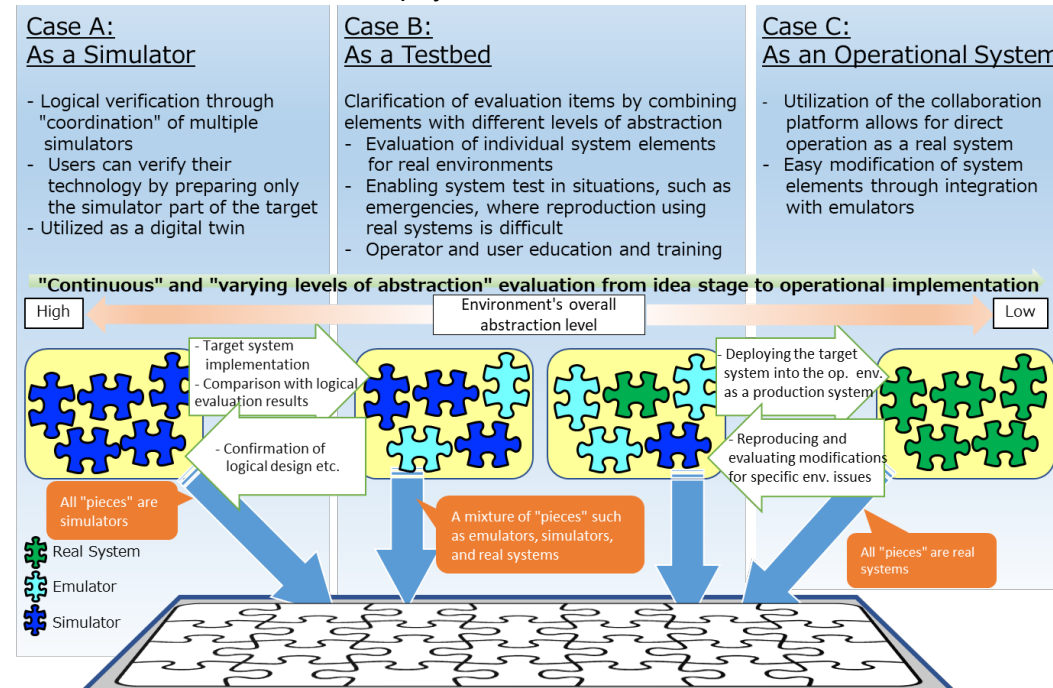 Case A:
As a Simulator
- Logical verification through
"coordination" of multiple
simulators
- Users can verify their
technology by preparing only
the simulator part of the target
- Utilized as a digital twin
Case B:
As a Testbed
Clarification of evaluation items by combining
elements with different levels of abstraction
- Evaluation of individual system elements
for real environments
- Enabling system test in situations, such as
emergencies, where reproduction using
real systems is difficult
- Operator and user education and training
Case C:
As an Operational System
- Utilization of the collaboration
platform allows for direct
operation as a real system
- Easy modification of system
elements through integration
with emulators
"Continuous" and "varying levels of abstraction" evaluation from idea stage to operational implementation
High
Environment's overall
abstraction level
Low
- Target system
implementation
- Comparison with logical
evaluation results
- Confirmation of
logical design etc.
- Deploying the target
system into the op. env.
as a production system
- Reproducing and
evaluating modifications
for specific env. issues
All "pieces" are
simulators
A mixture of "pieces" such
as emulators, simulators,
and real systems
All "pieces" are real
systems
Real System
Emulator
Simulator